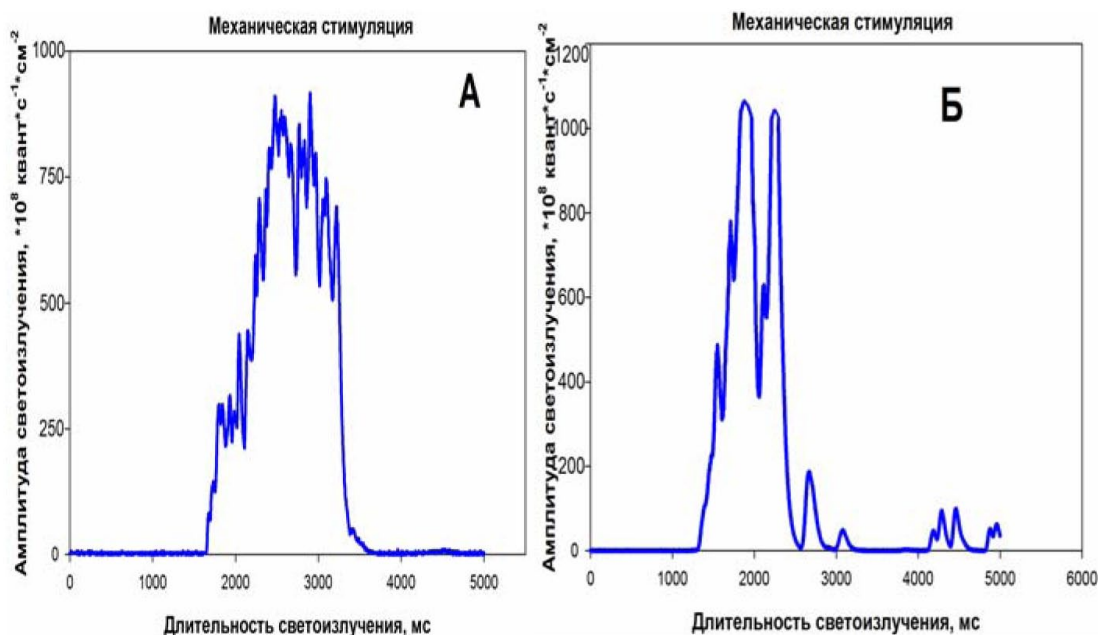 Механическая стимуляция
А
Амплитуда светоизлучения, *10⁸ квант*с⁻¹*см⁻²
1000
750
500
250
0
0 1000 2000 3000 4000 5000
Длительность светоизлучения, мс
Механическая стимуляция
Б
Амплитуда светоизлучения, *10⁸ квант*с⁻¹*см⁻²
1200
1000
800
600
400
200
0
0 1000 2000 3000 4000 5000 6000
Длительность светоизлучения, мс